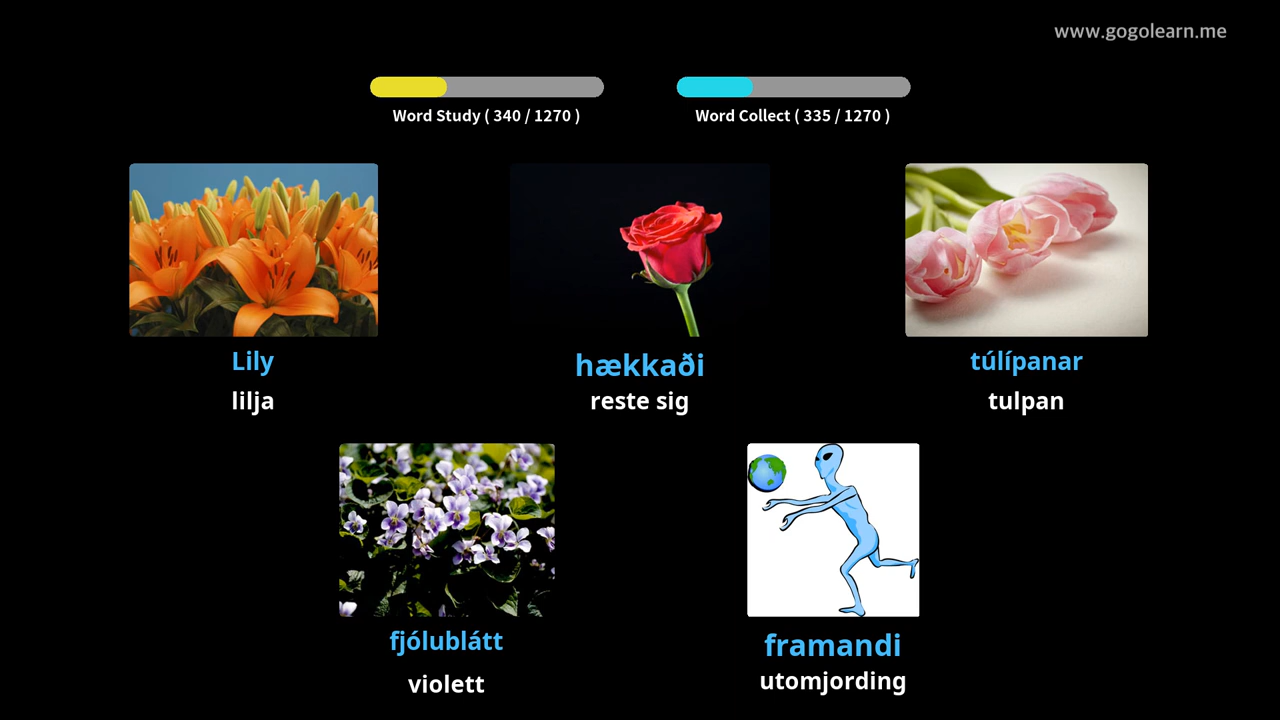 www.gogolearn.me
Word Study ( 340 / 1270 )
Word Collect ( 335 / 1270 )
Lily
lilja
hækkaði
reste sig
túlípanar
tulpan
fjólublátt
violett
framandi
utomjording